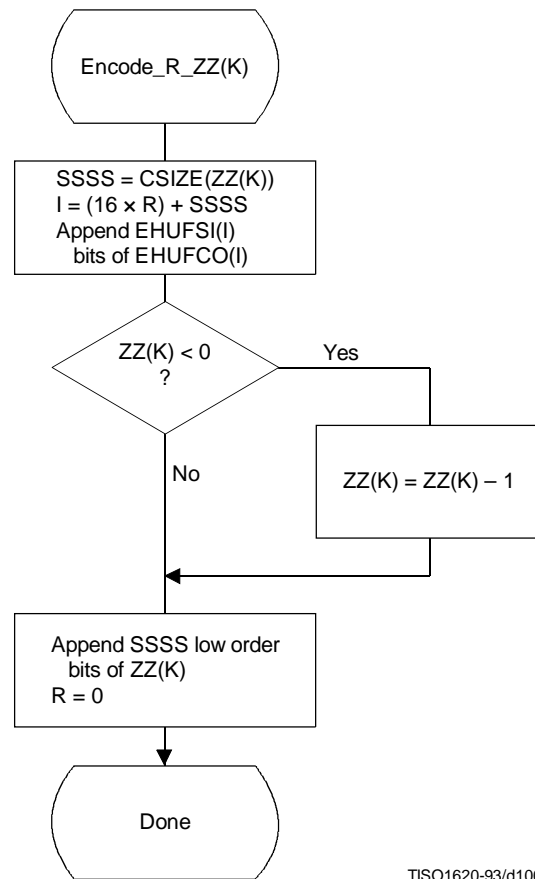 Encode_R_ZZ(K)
SSSS = CSIZE(ZZ(K))
I = (16 × R) + SSSS
Append EHUFSI(I)
bits of EHUFCO(I)
ZZ(K) < 0
?
Yes
No
ZZ(K) = ZZ(K) – 1
Append SSSS low order
bits of ZZ(K)
R = 0
Done